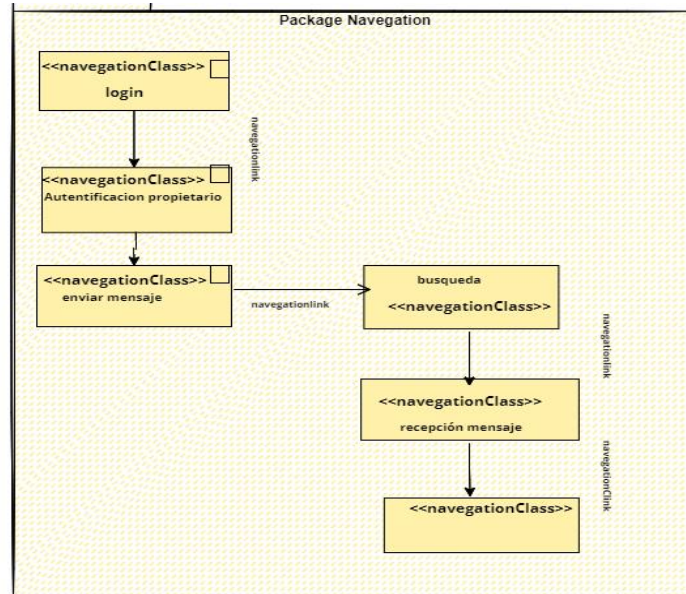 Package Navegation
<<navegationClass>>
login
navegationlink
<<navegationClass>>
Autentificacion propietario
<<navegationClass>>
enviar mensaje
navegationlink
busqueda
<<navegationClass>>
navegationlink
<<navegationClass>>
recepción mensaje
navegationClink
<<navegationClass>>